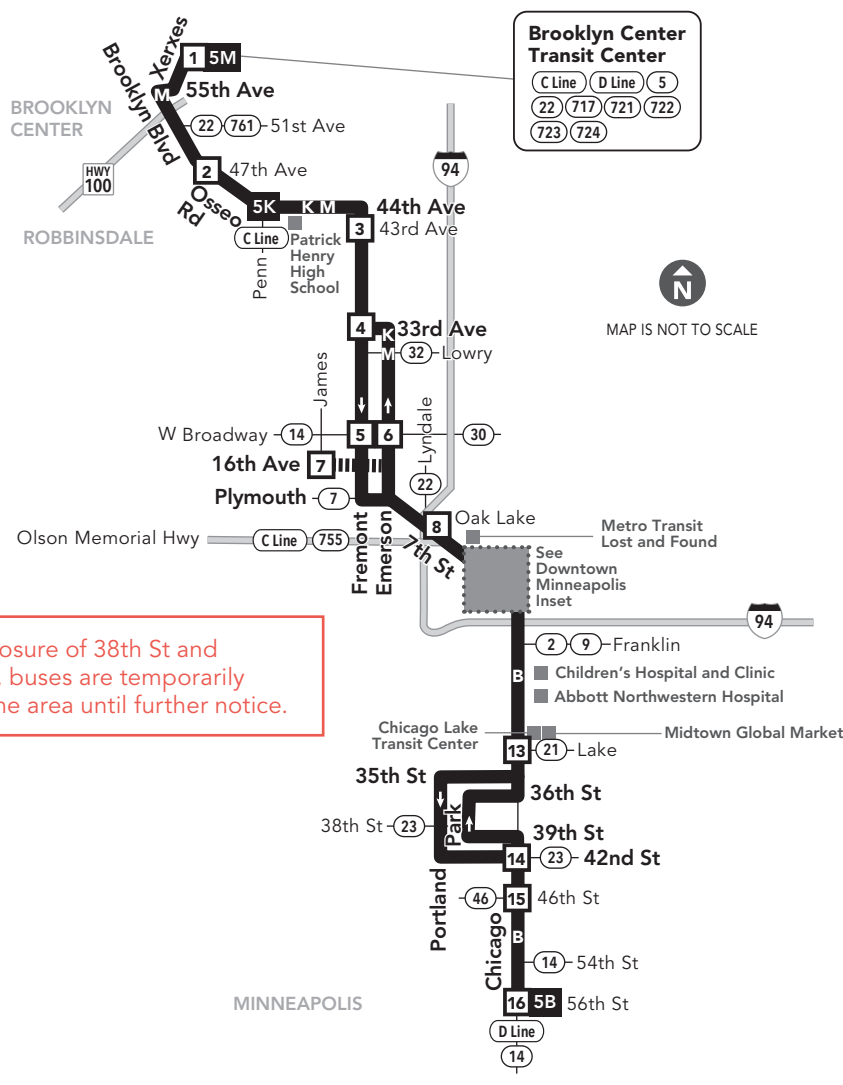 Brooklyn Center
Transit Center
C Line D Line 5
22 717 721 722
723 724
Xerxes
1 5M
M
55th Ave
Brooklyn Blvd
BROOKLYN
CENTER
22 761 51st Ave
HWY
100
2 47th Ave
94
Osseo
Rd
5K K M 44th Ave
3 43rd Ave
ROBBINSDALE
C Line
Patrick
Henry
High
School
Penn
N
MAP IS NOT TO SCALE
4 33rd Ave
K
M
32 Lowry
James
Lyndale
W Broadway 14 5 6 30
16th Ave 7
22
Plymouth 7
8 Oak Lake
Olson Memorial Hwy C Line 755
Fremont
Emerson
7th St
Metro Transit
Lost and Found
See
Downtown
Minneapolis
Inset
94
2 9 Franklin
B
Children's Hospital and Clinic
Abbott Northwestern Hospital
osure of 38th St and
buses are temporarily
ne area until further notice.
Chicago Lake
Transit Center
Midtown Global Market
13 21 Lake
35th St
36th St
Park
38th St 23
39th St
14 23 42nd St
Portland
46 15 46th St
Chicago
B
14 54th St
16 5B 56th St
MINNEAPOLIS
D Line
14